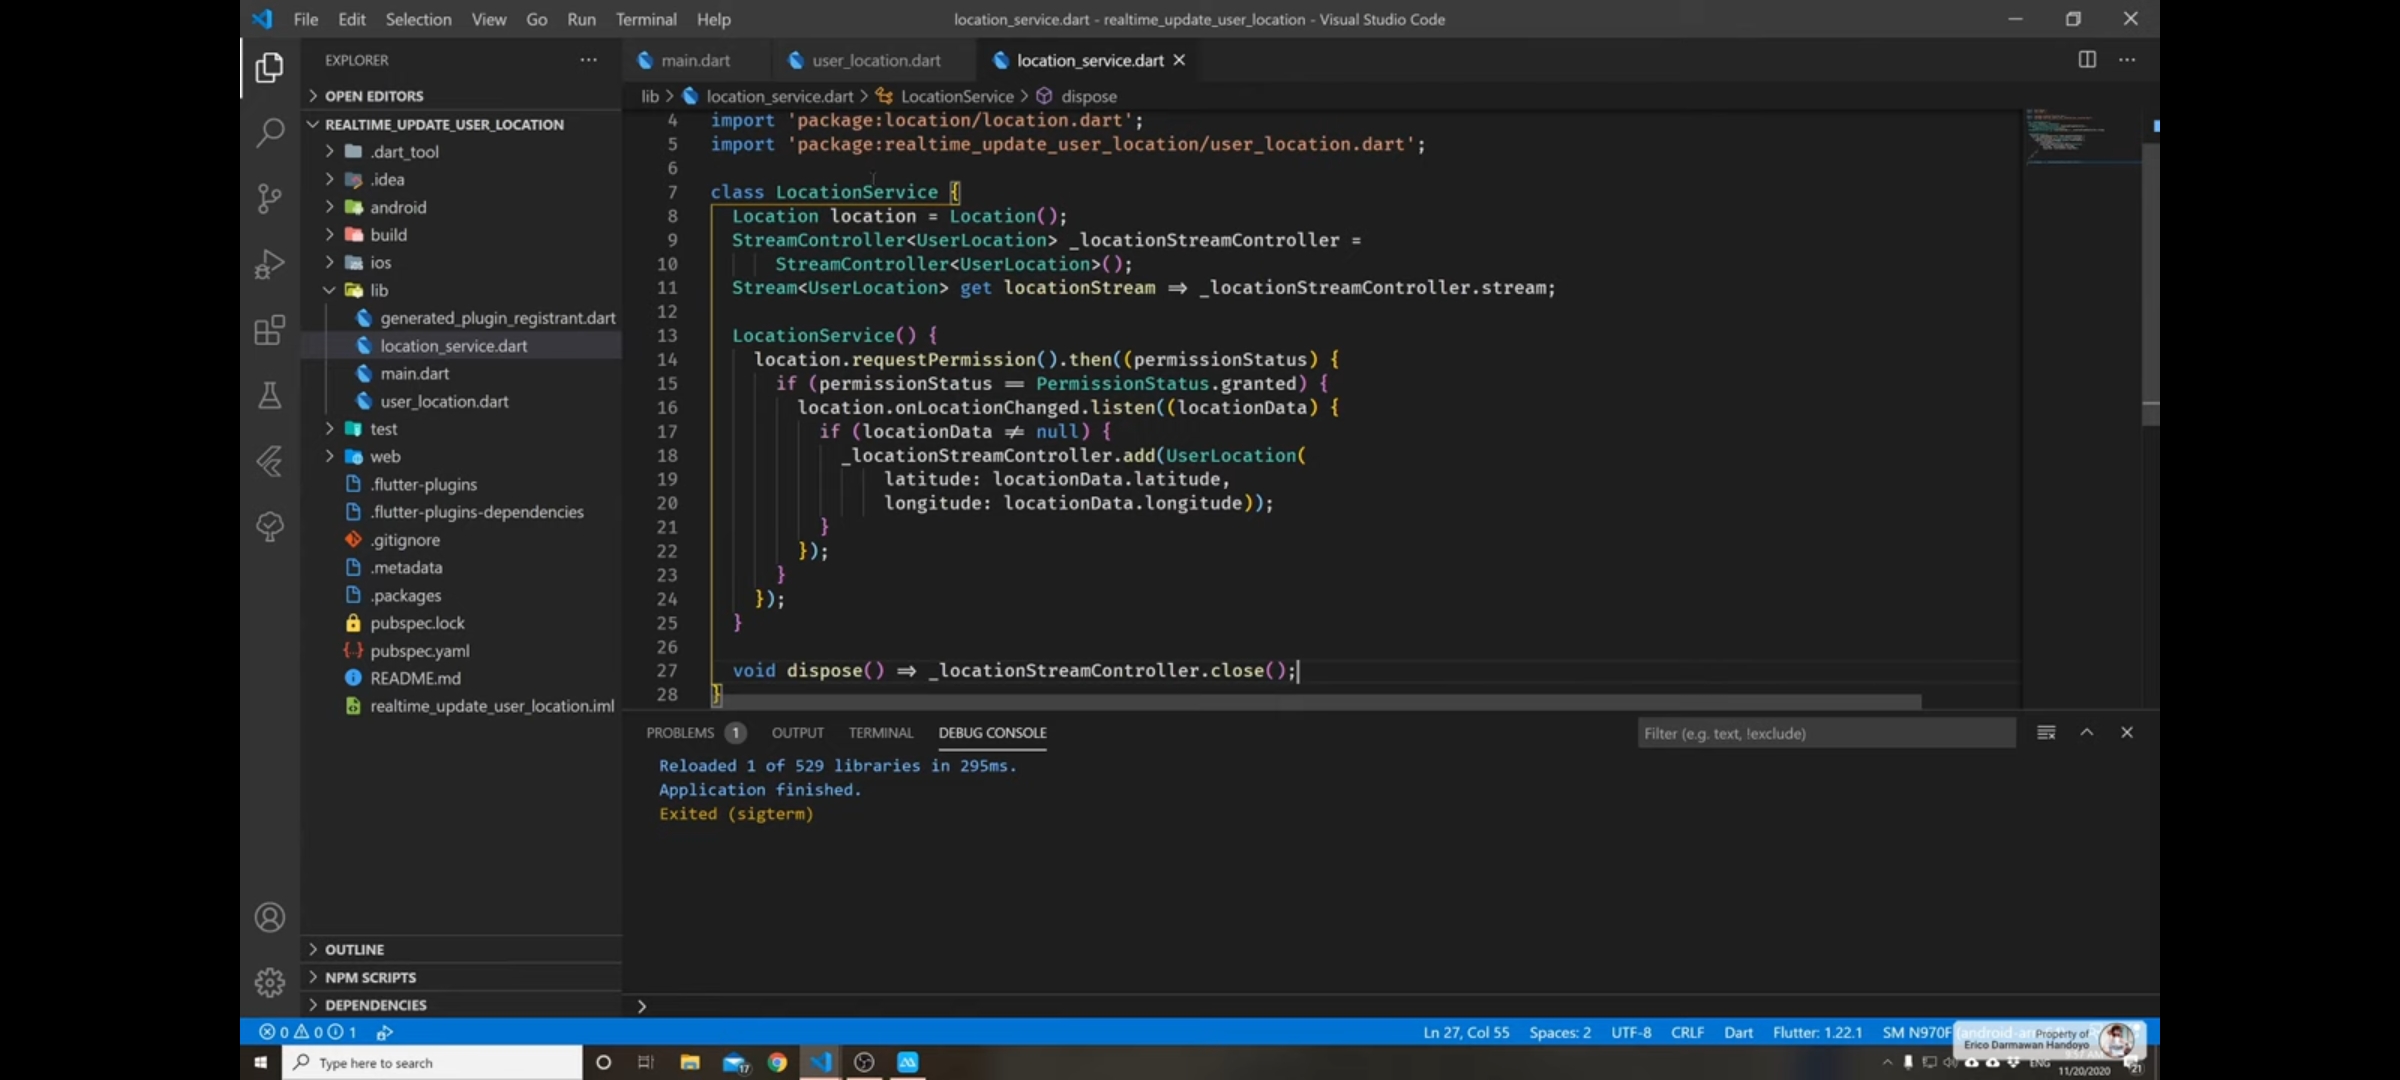 File Edit Selection View Go Run Terminal Help
location_service.dart - realtime_update_user_location - Visual Studio Code
EXPLORER
main.dart
user_location.dart
location_service.dart
OPEN EDITORS
lib > location_service.dart > LocationService > dispose
REALTIME_UPDATE_USER_LOCATION
.dart_tool
.idea
android
build
ios
lib
generated_plugin_registrant.dart
location_service.dart
main.dart
user_location.dart
test
web
.flutter-plugins
.flutter-plugins-dependencies
.gitignore
.metadata
.packages
pubspec.lock
pubspec.yaml
README.md
realtime_update_user_location.iml
OUTLINE
NPM SCRIPTS
DEPENDENCIES
4 import 'package:location/location.dart';
5 import 'package:realtime_update_user_location/user_location.dart';
6
7 class LocationService {
8 Location location = Location();
9 StreamController<UserLocation> _locationStreamController =
10 StreamController<UserLocation>();
11 Stream<UserLocation> get locationStream => _locationStreamController.stream;
12
13 LocationService() {
14 location.requestPermission().then((permissionStatus) {
15 if (permissionStatus == PermissionStatus.granted) {
16 location.onLocationChanged.listen((locationData) {
17 if (locationData != null) {
18 _locationStreamController.add(UserLocation(
19 latitude: locationData.latitude,
20 longitude: locationData.longitude));
21 }
22 });
23 }
24 });
25 }
26
27 void dispose() => _locationStreamController.close();
28 }
PROBLEMS 1 OUTPUT TERMINAL DEBUG CONSOLE
Filter (e.g. text, !exclude)
Reloaded 1 of 529 libraries in 295ms.
Application finished.
Exited (sigterm)
0 0 1
Ln 27, Col 55 Spaces: 2 UTF-8 CRLF Dart Flutter: 1.22.1 SM N970F
Property of
Erico Darmawan Handoyo
Type here to search
17
ENG
11/20/2020
21